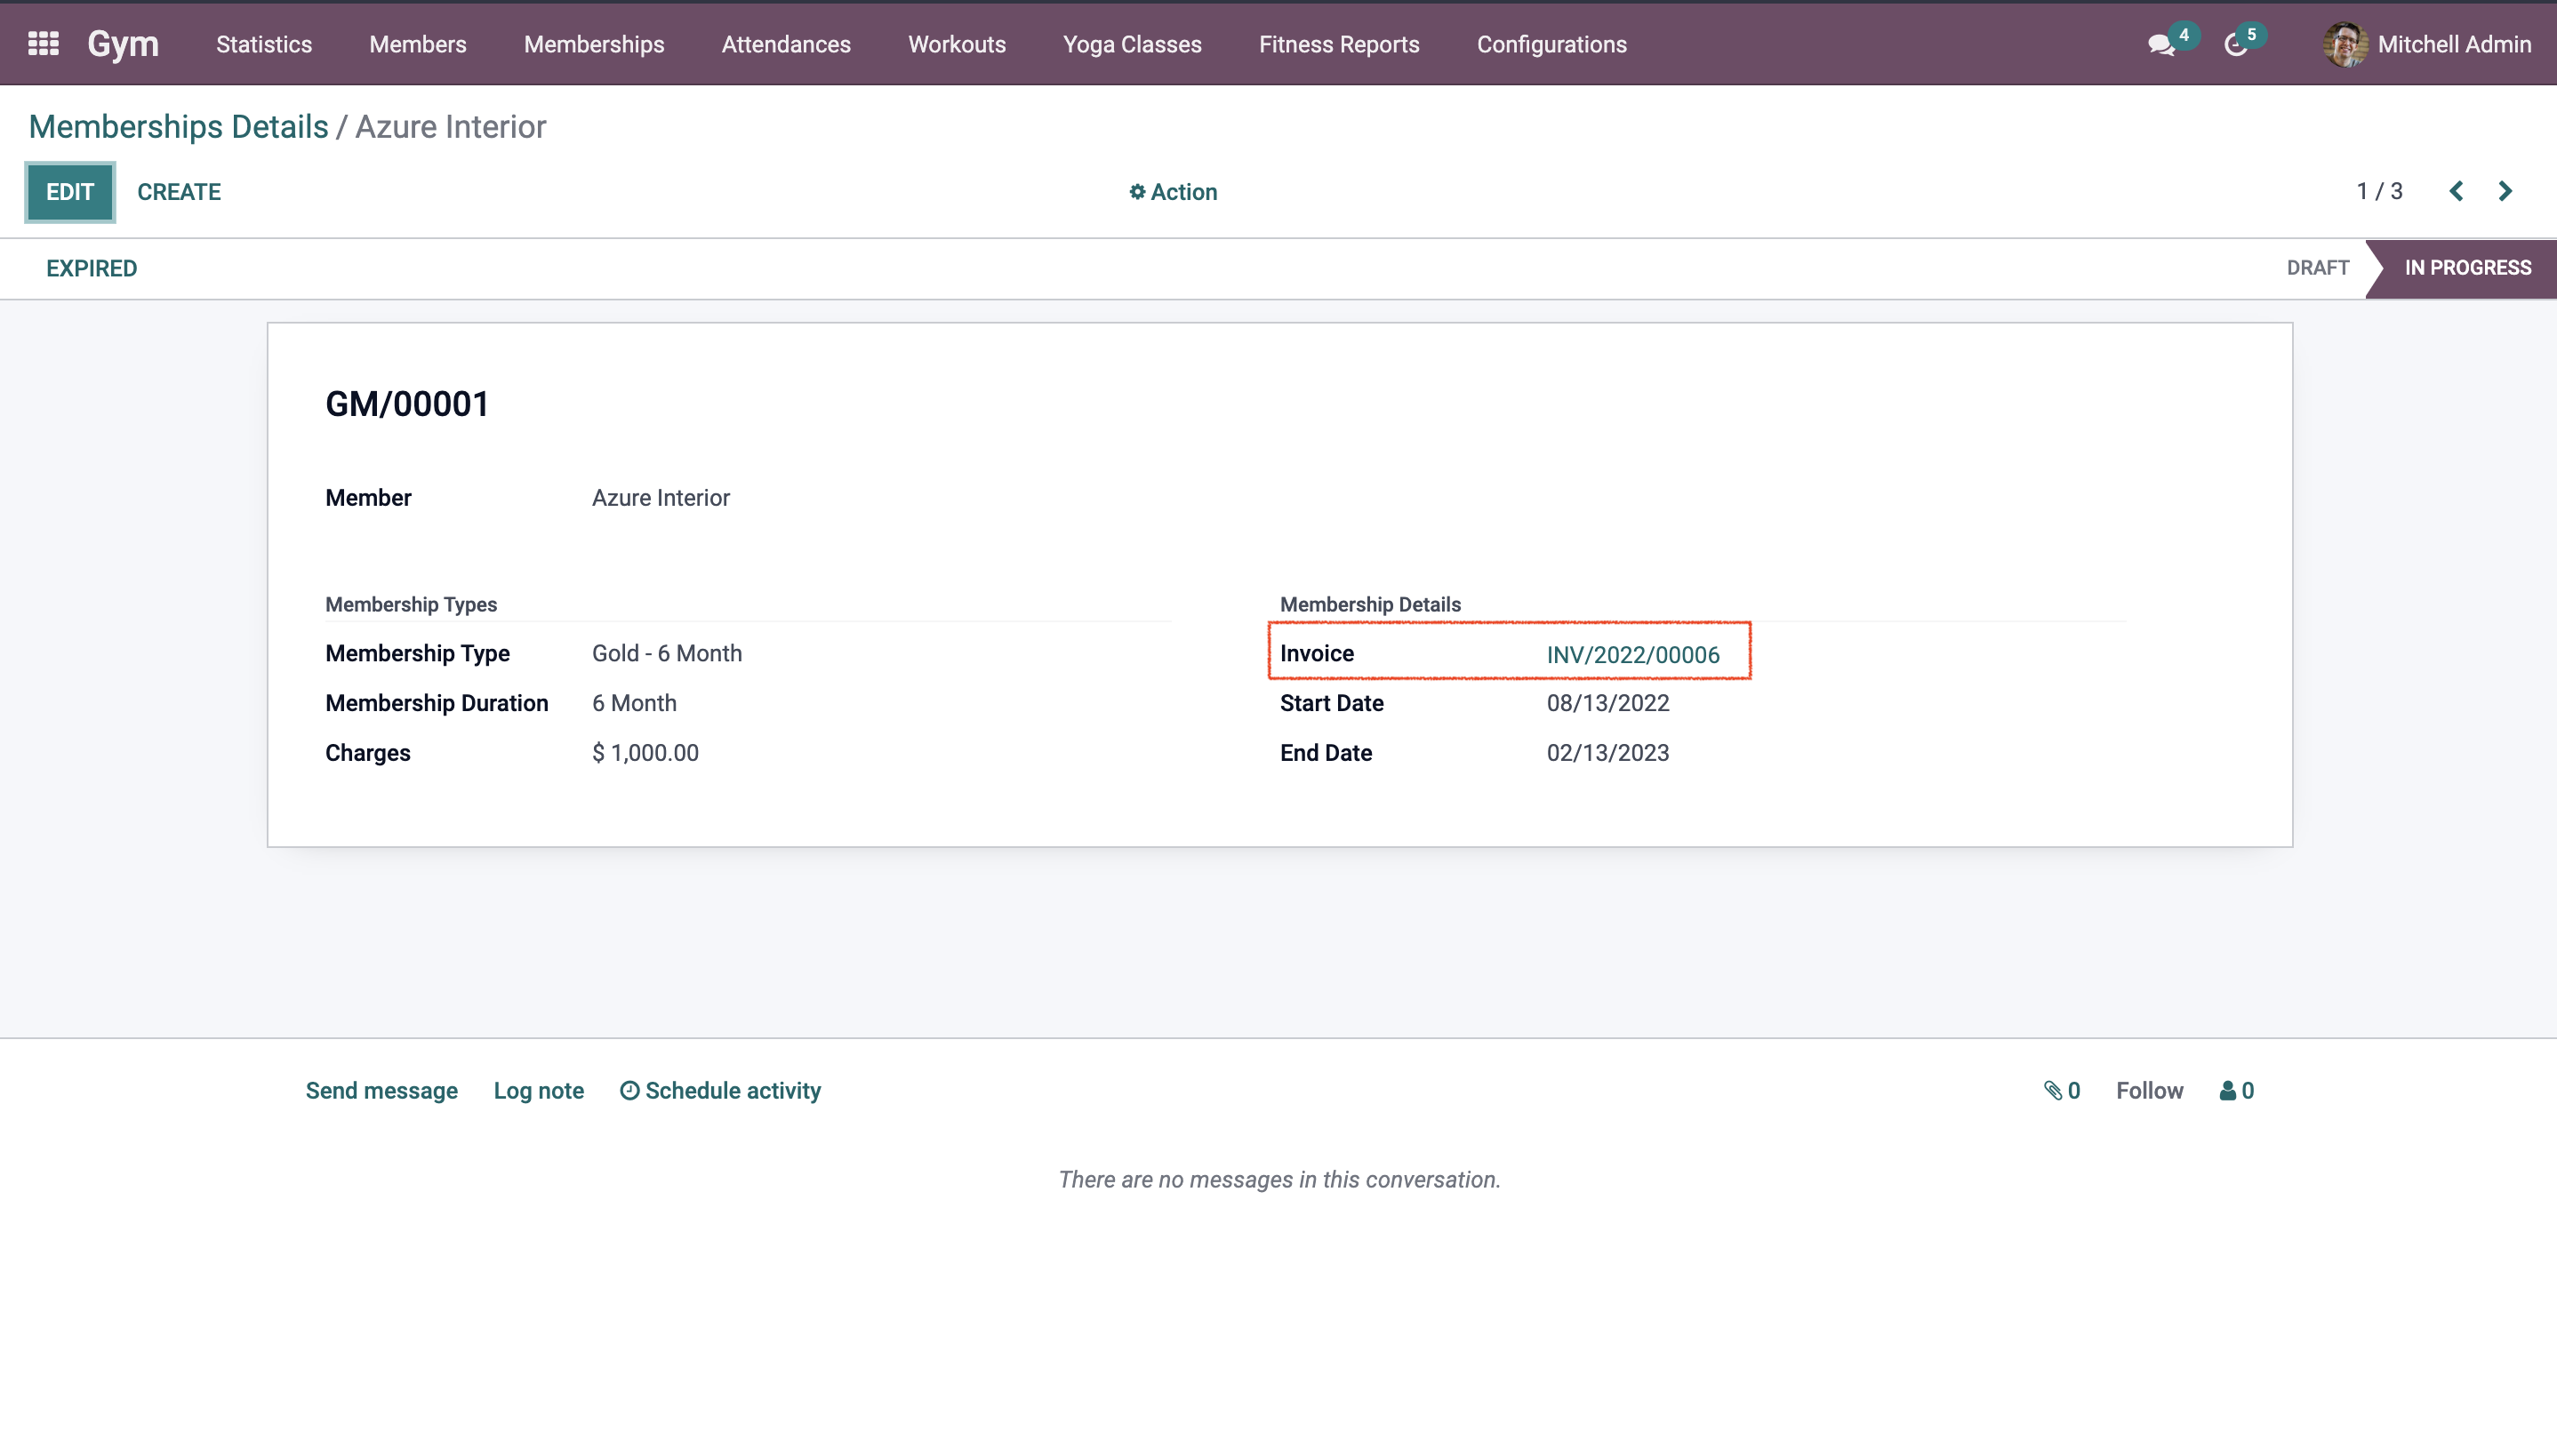 Gym Statistics Members Memberships Attendances Workouts Yoga Classes Fitness Reports Configurations 4 5 Mitchell Admin
Memberships Details / Azure Interior
EDIT CREATE Action 1 / 3
EXPIRED DRAFT IN PROGRESS
GM/00001
Member Azure Interior
Membership Types
Membership Type Gold - 6 Month
Membership Duration 6 Month
Charges $ 1,000.00
Membership Details
Invoice INV/2022/00006
Start Date 08/13/2022
End Date 02/13/2023
Send message Log note Schedule activity 0 Follow 0
There are no messages in this conversation.